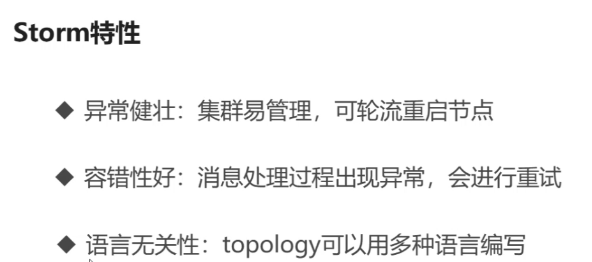 Storm特性
◆ 异常健壮：集群易管理，可轮流重启节点
◆ 容错性好：消息处理过程出现异常，会进行重试
◆ 语言无关性：topology可以用多种语言编写